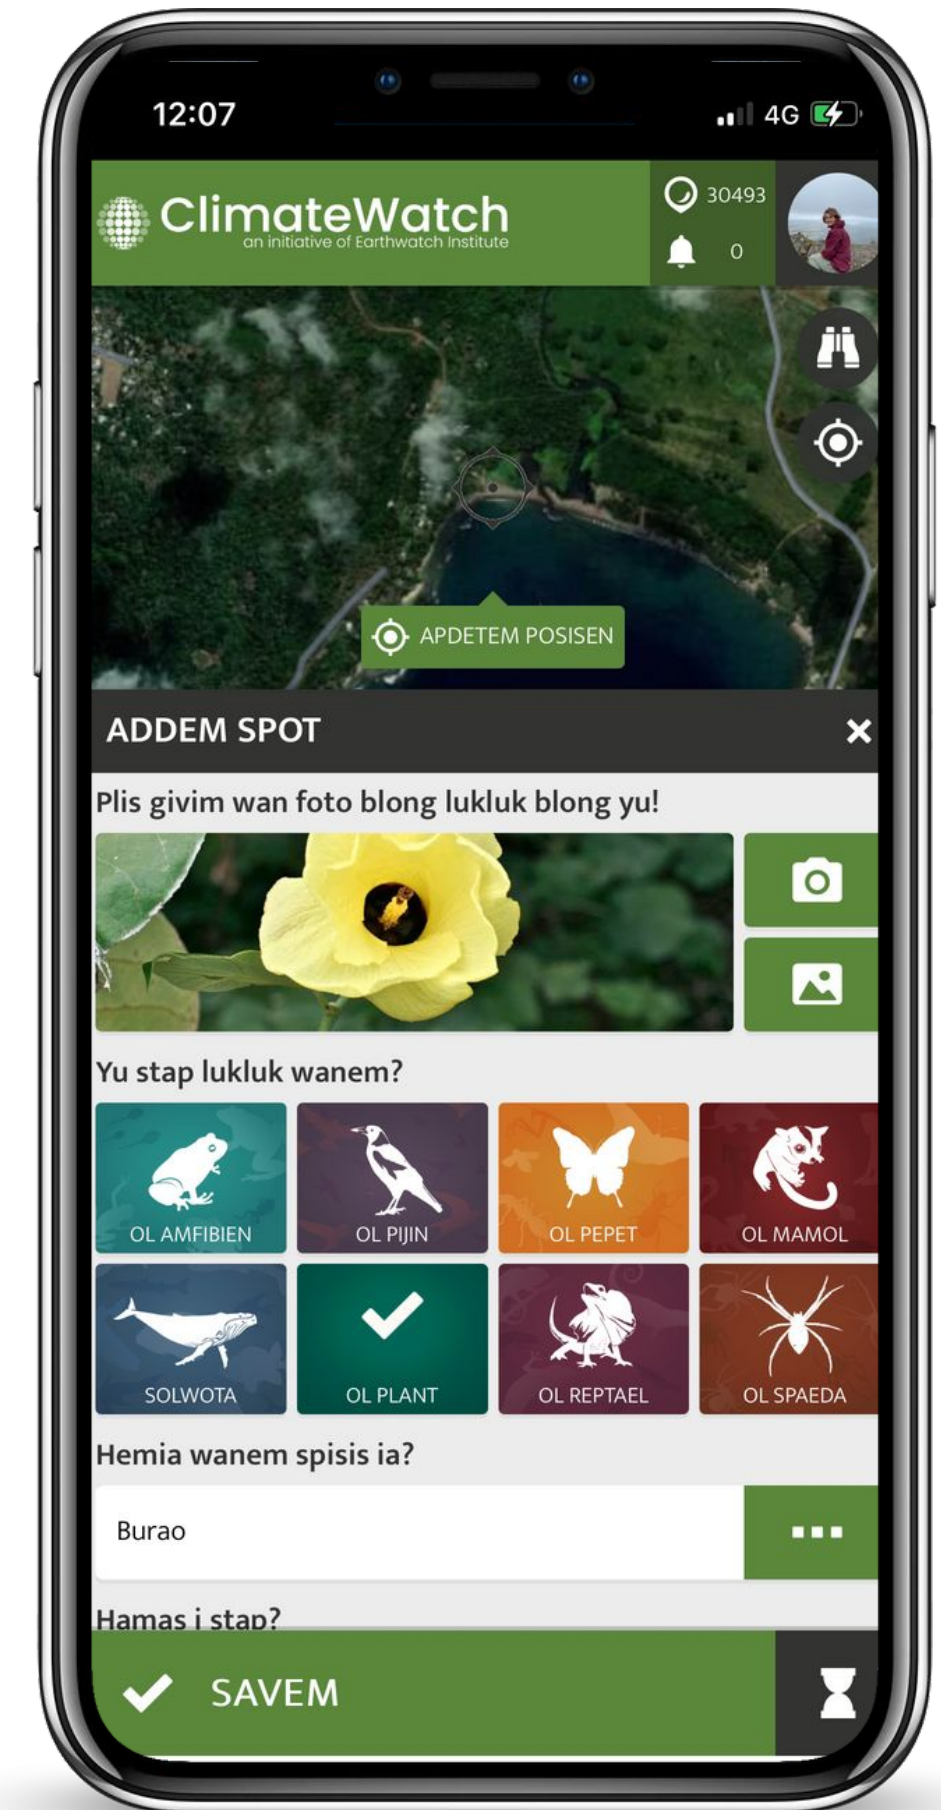 12:07
4G
ClimateWatch
an initiative of Earthwatch Institute
30493
0
APDETEM POSISEN
ADDEM SPOT
Plis givim wan foto blong lukluk blong yu!
Yu stap lukluk wanem?
OL AMFIBIEN
OL PIJIN
OL PEPET
OL MAMOL
SOLWOTA
OL PLANT
OL REPTAEL
OL SPAEDA
Hemia wanem spisis ia?
Burao
Hamas i stap?
SAVEM